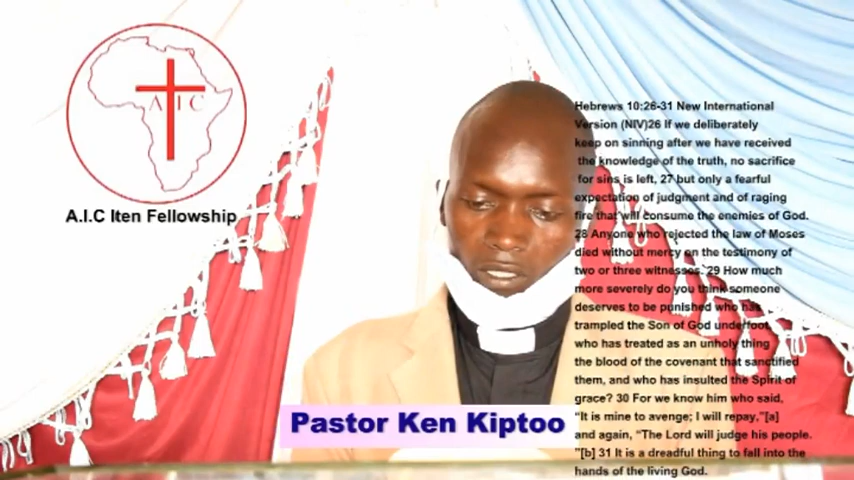 A I C
A.I.C Iten Fellowship
Pastor Ken Kiptoo
Hebrews 10:26-31 New International
Version (NIV)26 If we deliberately
keep on sinning after we have received
the knowledge of the truth, no sacrifice
for sins is left, 27 but only a fearful
expectation of judgment and of raging
fire that will consume the enemies of God.
28 Anyone who rejected the law of Moses
died without mercy on the testimony of
two or three witnesses. 29 How much
more severely do you think someone
deserves to be punished who has
trampled the Son of God underfoot,
who has treated as an unholy thing
the blood of the covenant that sanctified
them, and who has insulted the Spirit of
grace? 30 For we know him who said,
“It is mine to avenge; I will repay,”[a]
and again, “The Lord will judge his people.
”[b] 31 It is a dreadful thing to fall into the
hands of the living God.